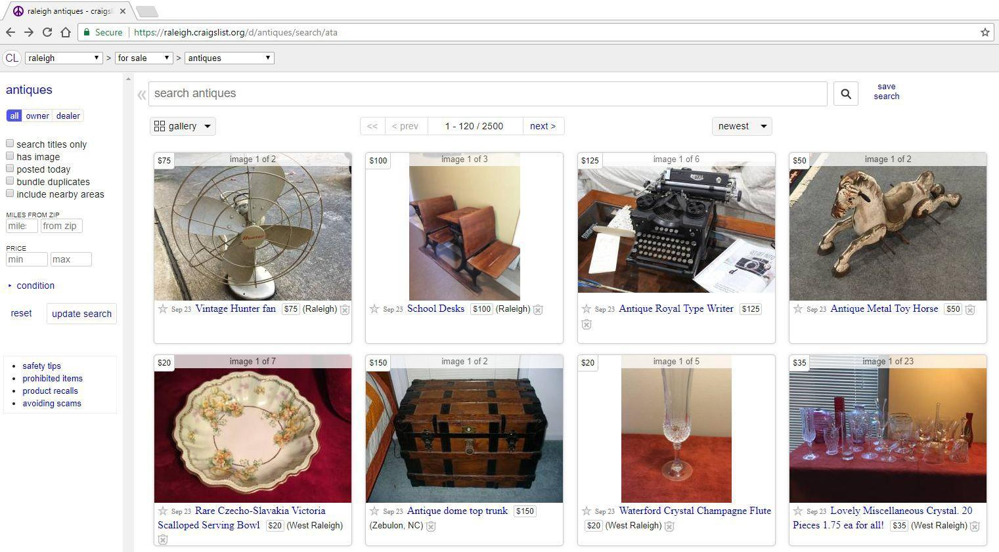 raleigh antiques - craigsl
Secure https://raleigh.craigslist.org/d/antiques/search/ata
CL raleigh > for sale > antiques
antiques
all owner dealer
search titles only
has image
posted today
bundle duplicates
include nearby areas
MILES FROM ZIP
miles from zip
PRICE
min max
condition
reset update search
safety tips
prohibited items
product recalls
avoiding scams
search antiques
save
search
gallery << < prev 1 - 120 / 2500 next > newest
$75 image 1 of 2
Hunter
Sep 23 Vintage Hunter fan $75 (Raleigh)
$100 image 1 of 3
Sep 23 School Desks $100 (Raleigh)
$125 image 1 of 6
ROYAL
Sep 23 Antique Royal Type Writer $125
$50 image 1 of 2
Sep 23 Antique Metal Toy Horse $50
$20 image 1 of 7
Sep 23 Rare Czecho-Slavakia Victoria
Scalloped Serving Bowl $20 (West Raleigh)
$150 image 1 of 2
Sep 23 Antique dome top trunk $150
(Zebulon, NC)
$20 image 1 of 5
Sep 23 Waterford Crystal Champagne Flute
$20 (West Raleigh)
$35 image 1 of 23
Sep 23 Lovely Miscellaneous Crystal. 20
Pieces 1.75 ea for all! $35 (West Raleigh)